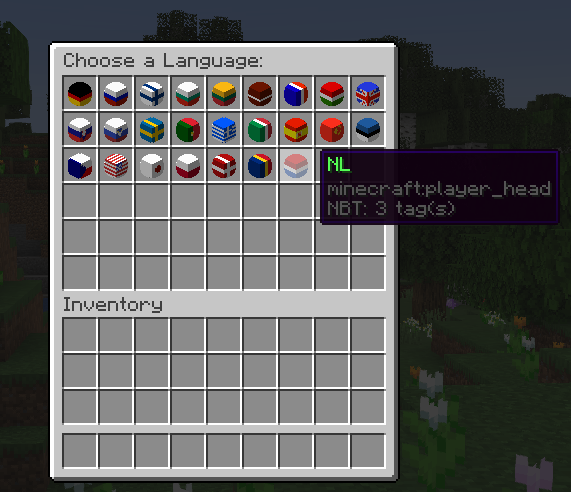 Choose a Language:
NL
minecraft:player_head
NBT: 3 tag(s)
Inventory